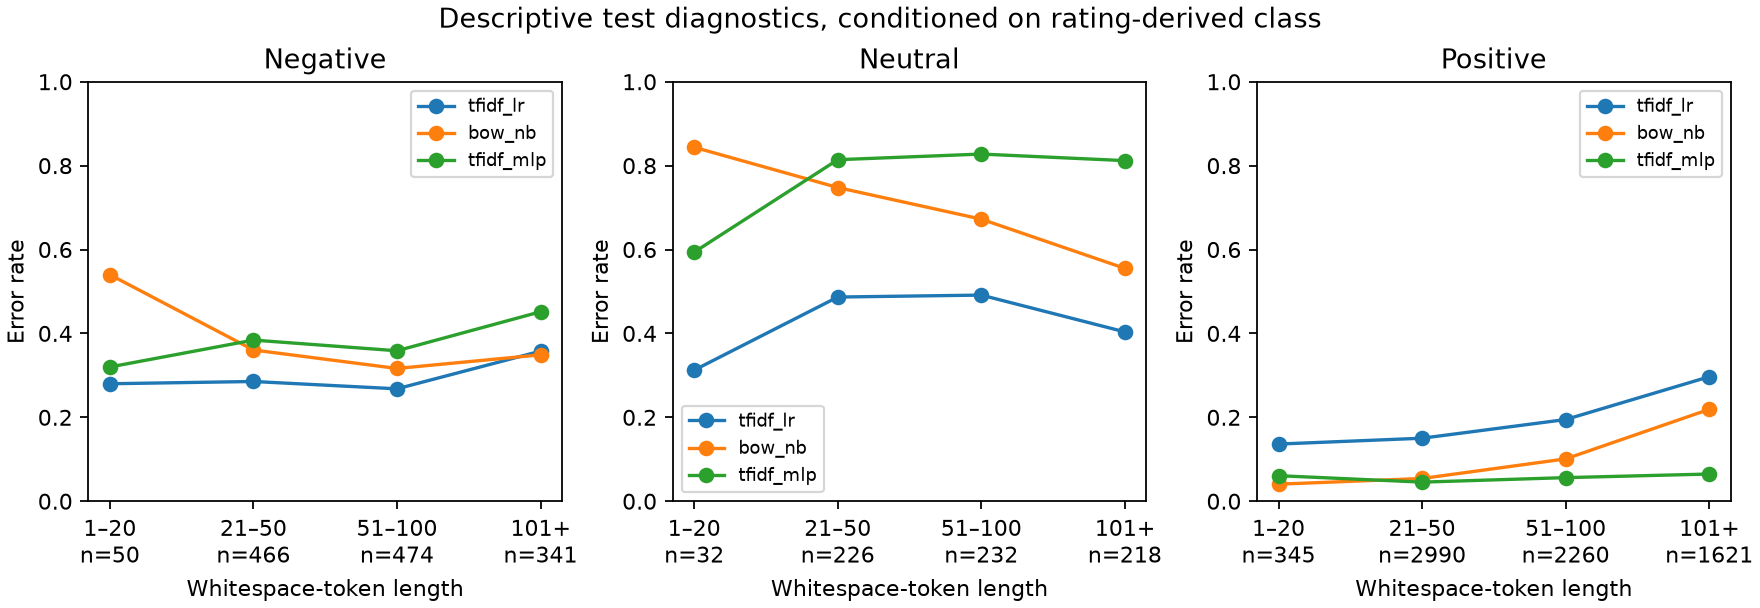 Descriptive test diagnostics, conditioned on rating-derived class
Negative
Error rate
1.0
0.8
0.6
0.4
0.2
0.0
tfidf_lr
bow_nb
tfidf_mlp
1–20 21–50 51–100 101+
n=50 n=466 n=474 n=341
Whitespace-token length
Neutral
Error rate
1.0
0.8
0.6
0.4
0.2
0.0
tfidf_lr
bow_nb
tfidf_mlp
1–20 21–50 51–100 101+
n=32 n=226 n=232 n=218
Whitespace-token length
Positive
Error rate
1.0
0.8
0.6
0.4
0.2
0.0
tfidf_lr
bow_nb
tfidf_mlp
1–20 21–50 51–100 101+
n=345 n=2990 n=2260 n=1621
Whitespace-token length